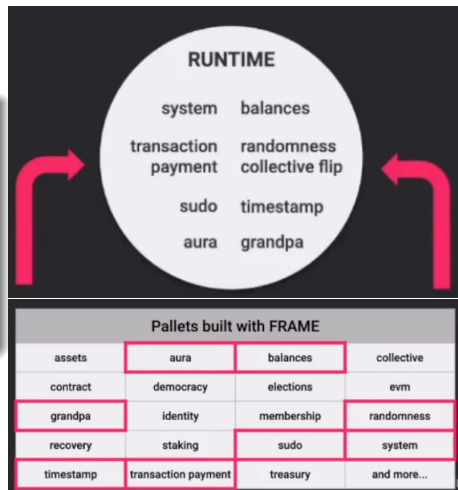 RUNTIME
system balances
transaction randomness
payment collective flip
sudo timestamp
aura grandpa
Pallets built with FRAME
assets aura balances collective
contract democracy elections evm
grandpa identity membership randomness
recovery staking sudo system
timestamp transaction payment treasury and more...